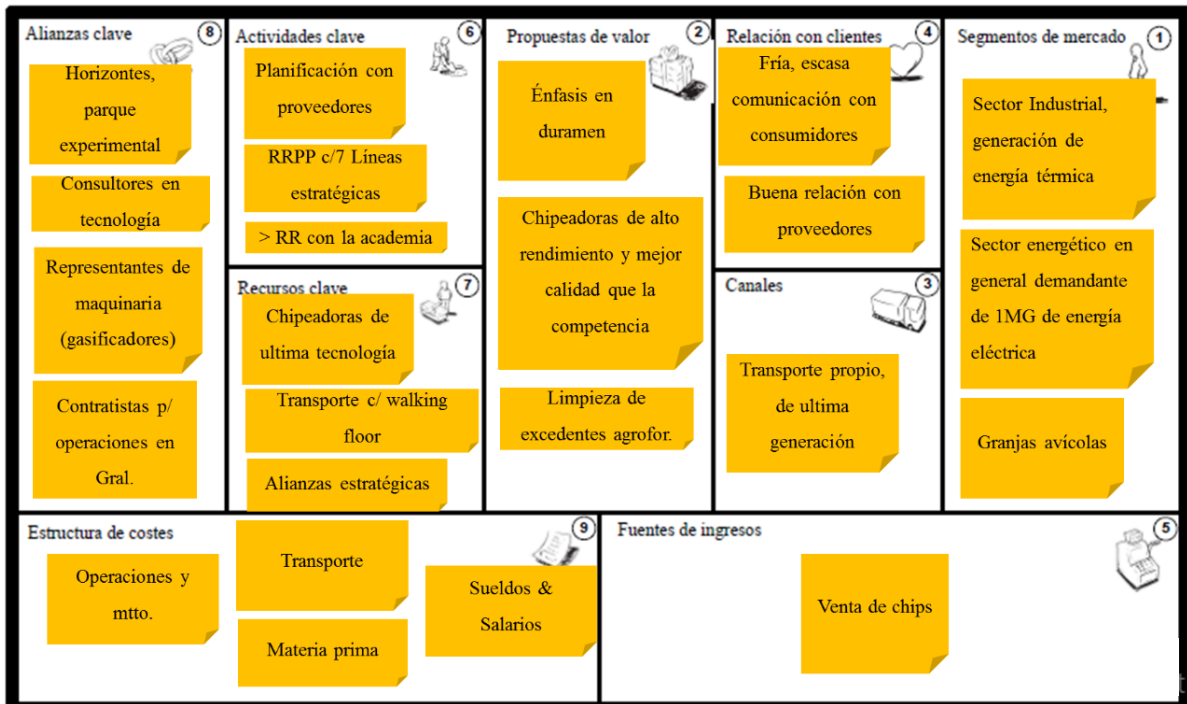 Alianzas clave
8
Horizontes,
parque
experimental
Consultores en
tecnología
Representantes de
maquinaria
(gasificadores)
Contratistas p/
operaciones en
Gral.
Actividades clave
6
Planificación con
proveedores
RRPP c/7 Líneas
estratégicas
> RR con la academia
Recursos clave
7
Chipeadoras de
ultima tecnología
Transporte c/ walking
floor
Alianzas estratégicas
Propuestas de valor
2
Énfasis en
duramen
Chipeadoras de alto
rendimiento y mejor
calidad que la
competencia
Limpieza de
excedentes agrofor.
Relación con clientes
4
Fría, escasa
comunicación con
consumidores
Buena relación con
proveedores
Canales
3
Transporte propio,
de ultima
generación
Segmentos de mercado
1
Sector Industrial,
generación de
energía térmica
Sector energético en
general demandante
de 1MG de energía
eléctrica
Granjas avícolas
Estructura de costes
9
Operaciones y
mtto.
Transporte
Materia prima
Sueldos &
Salarios
Fuentes de ingresos
5
Venta de chips